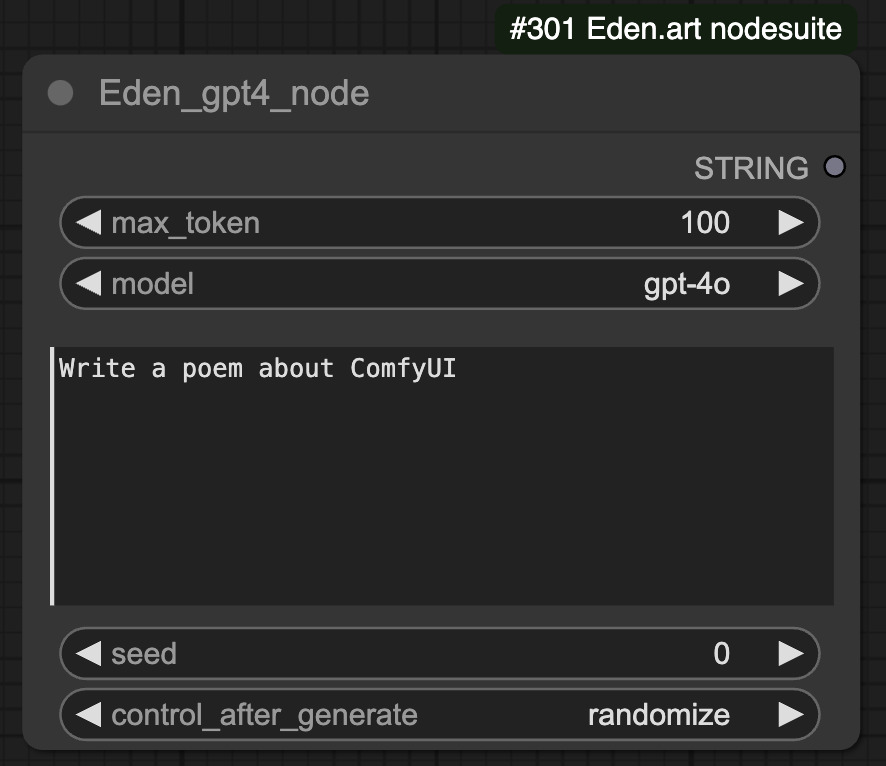 #301 Eden.art nodesuite
Eden_gpt4_node
STRING
max_token 100
model gpt-4o
Write a poem about ComfyUI
seed 0
control_after_generate randomize